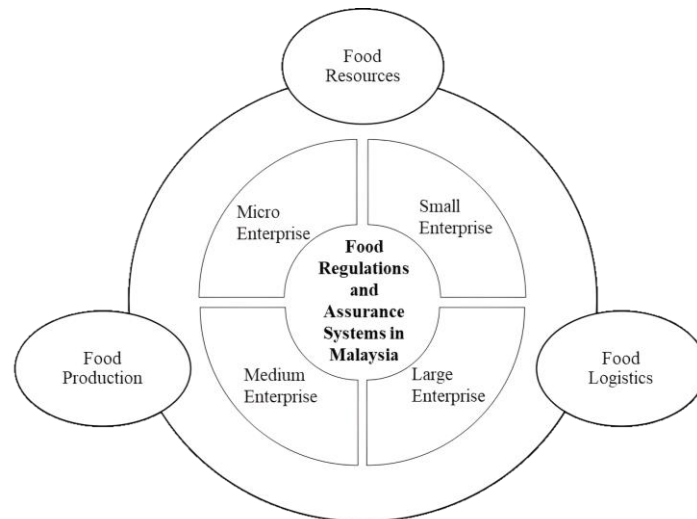 Food
Resources
Micro
Enterprise
Small
Enterprise
Food
Regulations
and
Assurance
Systems in
Malaysia
Medium
Enterprise
Large
Enterprise
Food
Production
Food
Logistics